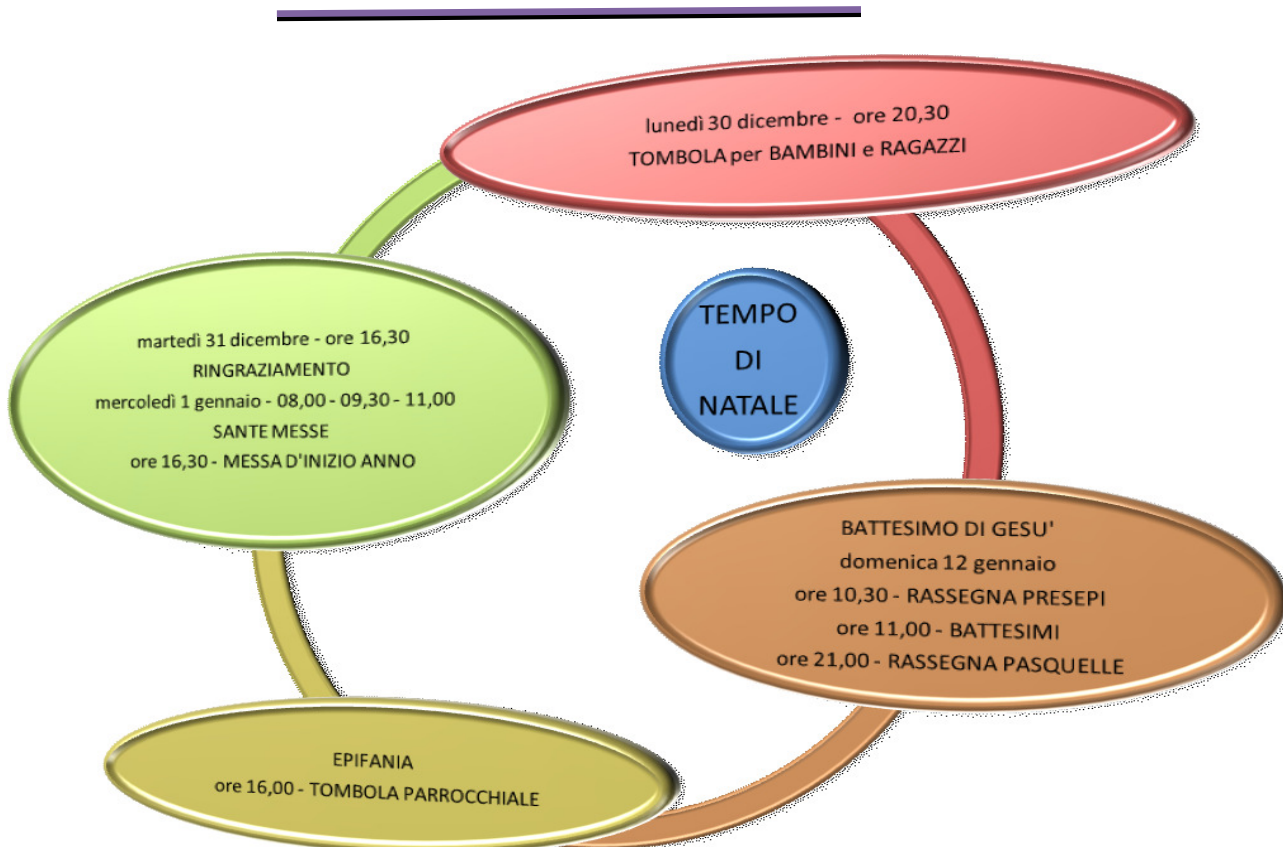 lunedì 30 dicembre - ore 20,30
TOMBOLA per BAMBINI e RAGAZZI
TEMPO
DI
NATALE
martedì 31 dicembre - ore 16,30
RINGRAZIAMENTO
mercoledì 1 gennaio - 08,00 - 09,30 - 11,00
SANTE MESSE
ore 16,30 - MESSA D'INIZIO ANNO
BATTESIMO DI GESU'
domenica 12 gennaio
ore 10,30 - RASSEGNA PRESEPI
ore 11,00 - BATTESIMI
ore 21,00 - RASSEGNA PASQUELLE
EPIFANIA
ore 16,00 - TOMBOLA PARROCCHIALE